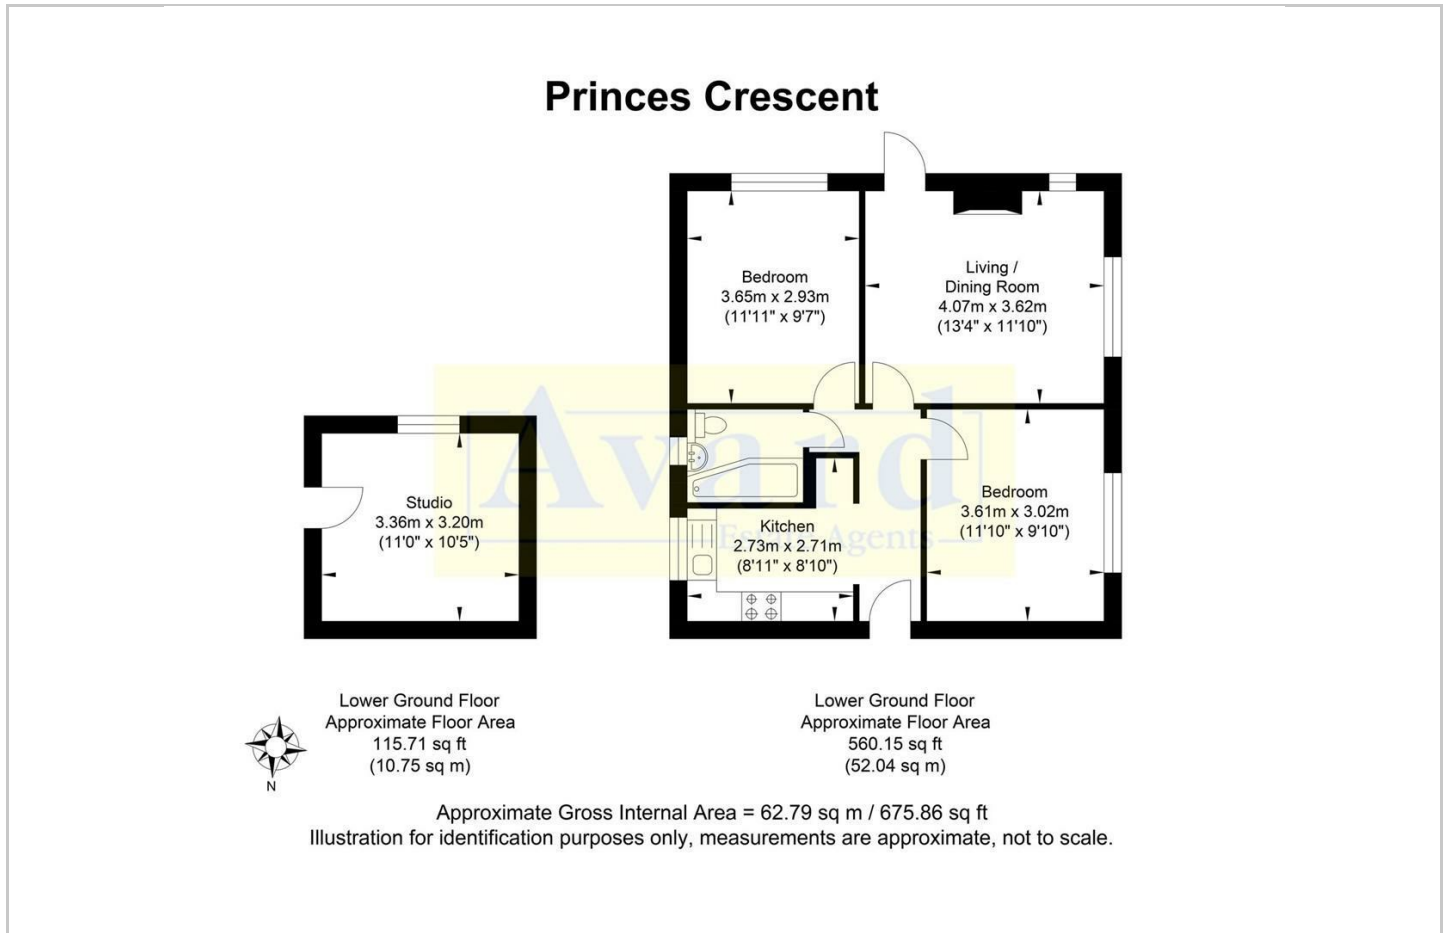 Princes Crescent
Bedroom
3.65m x 2.93m
(11'11" x 9'7")
Living /
Dining Room
4.07m x 3.62m
(13'4" x 11'10")
Avard
Estate Agents
Studio
3.36m x 3.20m
(11'0" x 10'5")
Kitchen
2.73m x 2.71m
(8'11" x 8'10")
Bedroom
3.61m x 3.02m
(11'10" x 9'10")
Lower Ground Floor
Approximate Floor Area
115.71 sq ft
(10.75 sq m)
Lower Ground Floor
Approximate Floor Area
560.15 sq ft
(52.04 sq m)
N
Approximate Gross Internal Area = 62.79 sq m / 675.86 sq ft
Illustration for identification purposes only, measurements are approximate, not to scale.